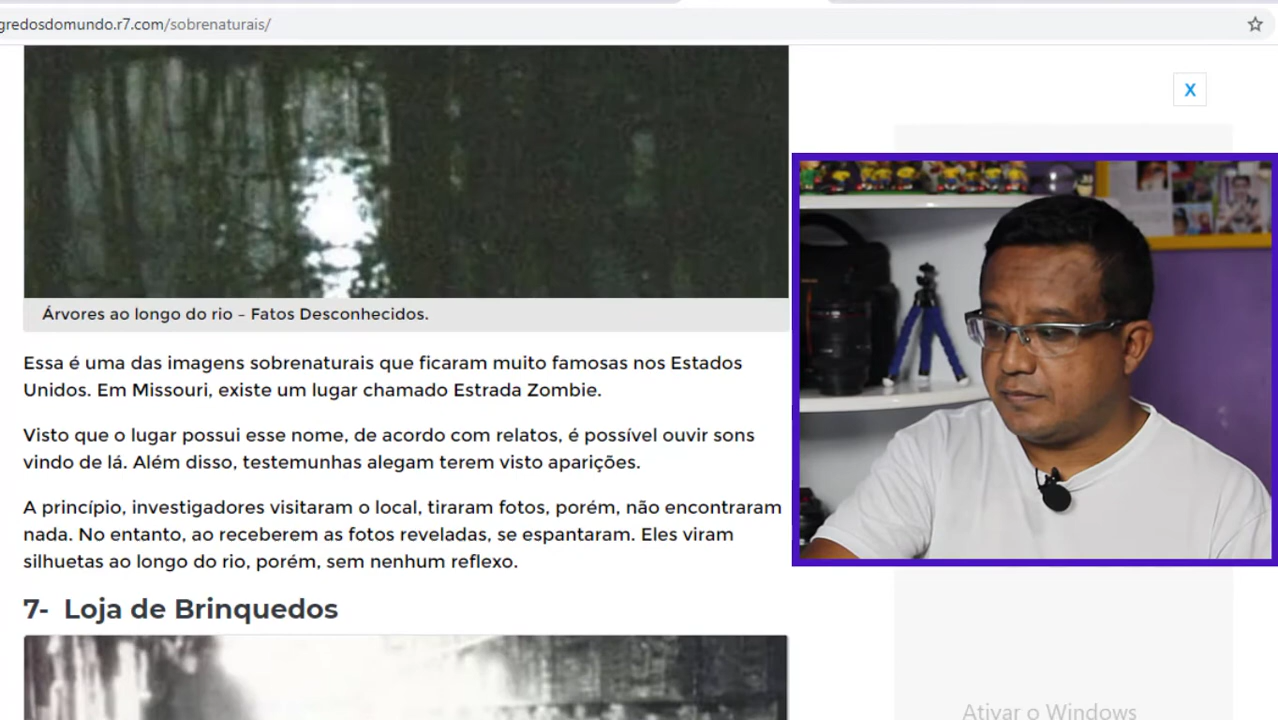 gredosdomundo.r7.com/sobrenaturais/
X
Árvores ao longo do rio – Fatos Desconhecidos.
Essa é uma das imagens sobrenaturais que ficaram muito famosas nos Estados
Unidos. Em Missouri, existe um lugar chamado Estrada Zombie.
Visto que o lugar possui esse nome, de acordo com relatos, é possível ouvir sons
vindo de lá. Além disso, testemunhas alegam terem visto aparições.
A princípio, investigadores visitaram o local, tiraram fotos, porém, não encontraram
nada. No entanto, ao receberem as fotos reveladas, se espantaram. Eles viram
silhuetas ao longo do rio, porém, sem nenhum reflexo.
7- Loja de Brinquedos
Ativar o Windows